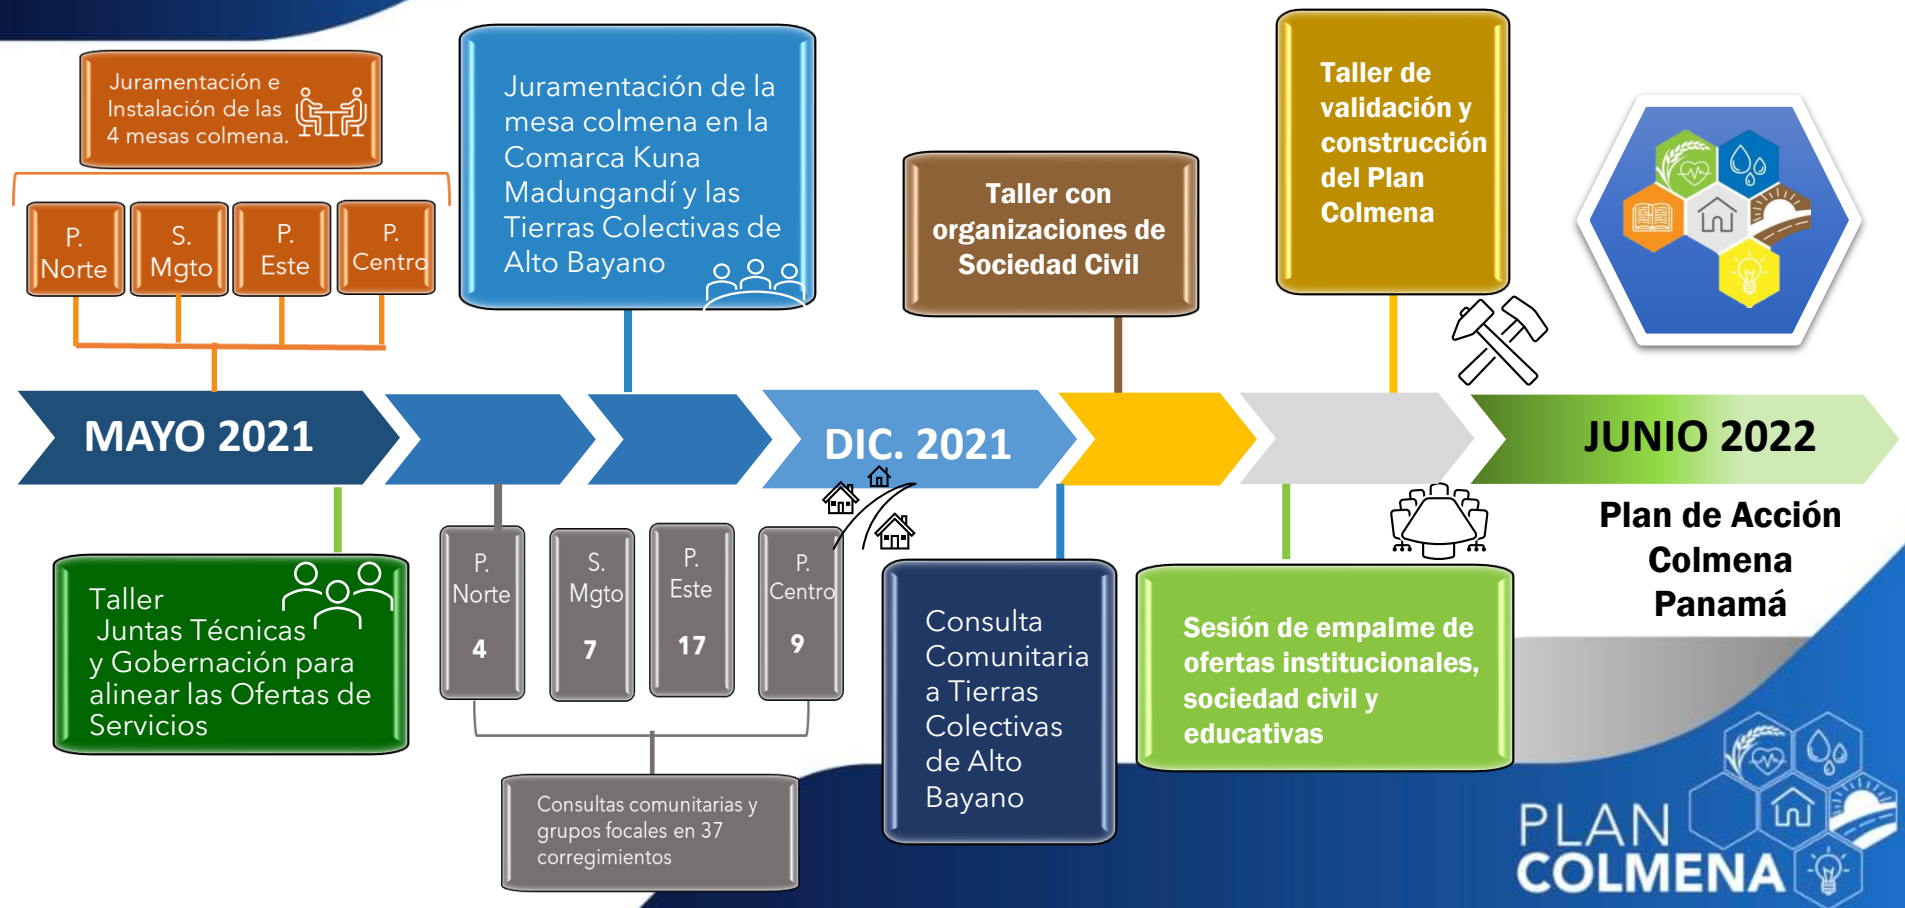 Juramentación e
Instalación de las
4 mesas colmena.
P.
Norte
S.
Mgto
P.
Este
P.
Centro
Juramentación de la
mesa colmena en la
Comarca Kuna
Madungandí y las
Tierras Colectivas de
Alto Bayano
Taller con
organizaciones de
Sociedad Civil
Taller de
validación y
construcción
del Plan
Colmena
MAYO 2021
DIC. 2021
JUNIO 2022
Taller
Juntas Técnicas
y Gobernación para
alinear las Ofertas de
Servicios
P.
Norte
4
S.
Mgto
7
P.
Este
17
P.
Centro
9
Consultas comunitarias y
grupos focales en 37
corregimientos
Consulta
Comunitaria
a Tierras
Colectivas
de Alto
Bayano
Sesión de empalme de
ofertas institucionales,
sociedad civil y
educativas
Plan de Acción
Colmena
Panamá
PLAN
COLMENA